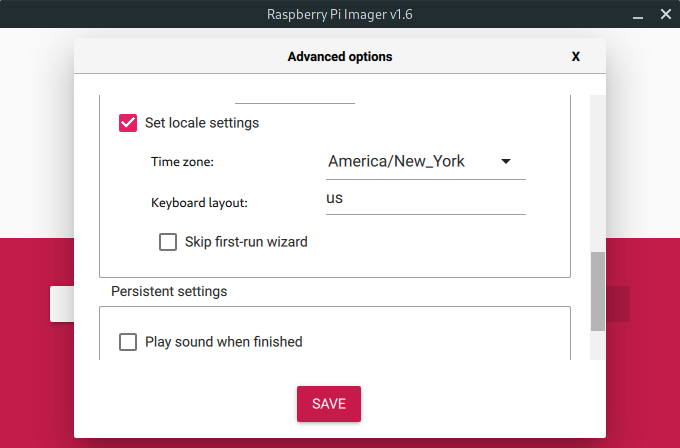 Raspberry Pi Imager v1.6
Advanced options
X
Set locale settings
Time zone:
America/New_York
Keyboard layout:
us
Skip first-run wizard
Persistent settings
Play sound when finished
SAVE